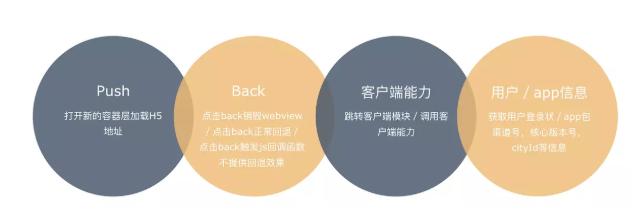 Push
打开新的容器层加载H5
地址
Back
点击back销毁webview
/ 点击back正常回退 /
点击back触发js回调函数
不提供回退效果
客户端能力
跳转客户端模块 / 调用客
户端能力
用户 / app信息
获取用户登录状 / app包
渠道号、核心版本号、
cityId等信息